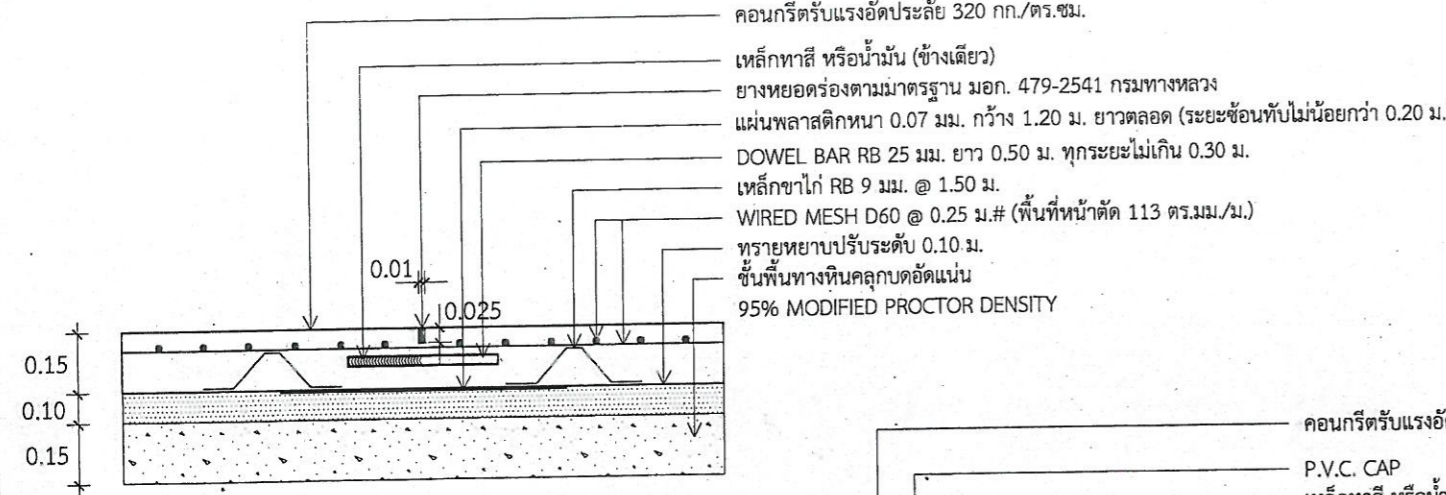 คอนกรีตรับแรงอัดประลัย 320 กก./ตร.ซม.
เหล็กทาสี หรือน้ำมัน (ข้างเดียว)
ยางหยอดร่องตามมาตรฐาน มอก. 479-2541 กรมทางหลวง
แผ่นพลาสติกหนา 0.07 มม. กว้าง 1.20 ม. ยาวตลอด (ระยะซ้อนทับไม่น้อยกว่า 0.20 ม.
DOWEL BAR RB 25 มม. ยาว 0.50 ม. ทุกระยะไม่เกิน 0.30 ม.
เหล็กขาไก่ RB 9 มม. @ 1.50 ม.
WIRED MESH D60 @ 0.25 ม.# (พื้นที่หน้าตัด 113 ตร.มม./ม.)
ทรายหยาบปรับระดับ 0.10 ม.
ชั้นพื้นทางหินคลุกบดอัดแน่น
95% MODIFIED PROCTOR DENSITY
0.01
0.025
0.15
0.10
0.15
คอนกรีตรับแรงอั
P.V.C. CAP